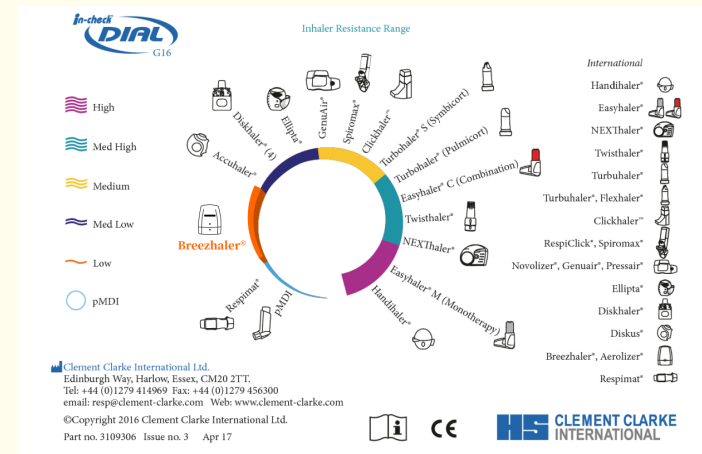 in-check
DIAL
G16
Inhaler Resistance Range
High
Med High
Medium
Med Low
Low
pMDI
Respimat®
pMDI
Breezhaler®
Accuhaler®
Diskhaler® (4)
Ellipta®
GenuAir®
Spiromax®
Clickhaler™
Turbohaler® S (Symbicort)
Turbohaler® (Pulmicort)
Easyhaler® C (Combination)
Twisthaler®
NEXThaler®
Easyhaler® M (Monotherapy)
Handihaler®
International
Handihaler®
Easyhaler®
NEXThaler®
Twisthaler®
Turbuhaler®
Turbuhaler®, Flexhaler®
Clickhaler™
RespiClick®, Spiromax®
Novolizer®, Genuair®, Pressair®
Ellipta®
Diskhaler®
Diskus®
Breezhaler®, Aerolizer®
Respimat®
Clement Clarke International Ltd.
Edinburgh Way, Harlow, Essex, CM20 2TT.
Tel: +44 (0)1279 414969 Fax: +44 (0)1279 456300
email: resp@clement-clarke.com Web: www.clement-clarke.com
©Copyright 2016 Clement Clarke International Ltd.
Part no. 3109306 Issue no. 3 Apr 17
i
CE
HS CLEMENT CLARKE
INTERNATIONAL